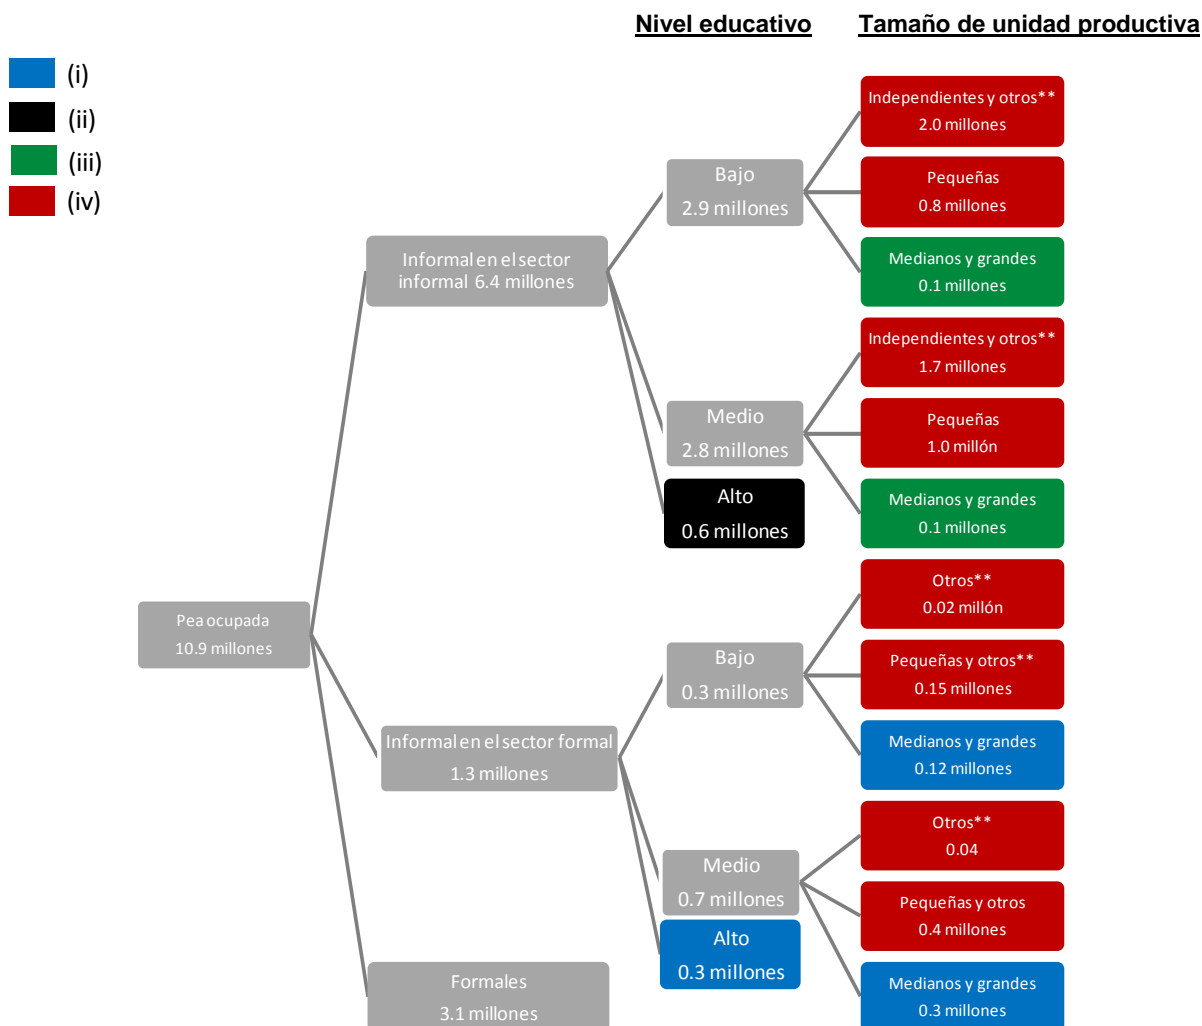 Nivel educativo
Tamaño de unidad productiva
(i)
(ii)
(iii)
(iv)
Independientes y otros**
2.0 millones
Bajo
2.9 millones
Pequeñas
0.8 millones
Medianos y grandes
0.1 millones
Informal en el sector
informal 6.4 millones
Independientes y otros**
1.7 millones
Medio
2.8 millones
Pequeñas
1.0 millón
Alto
0.6 millones
Medianos y grandes
0.1 millones
Otros**
0.02 millón
Pea ocupada
10.9 millones
Bajo
0.3 millones
Pequeñas y otros**
0.15 millones
Informal en el sector formal
1.3 millones
Medianos y grandes
0.12 millones
Otros**
0.04
Medio
0.7 millones
Pequeñas y otros
0.4 millones
Alto
0.3 millones
Formales
3.1 millones
Medianos y grandes
0.3 millones